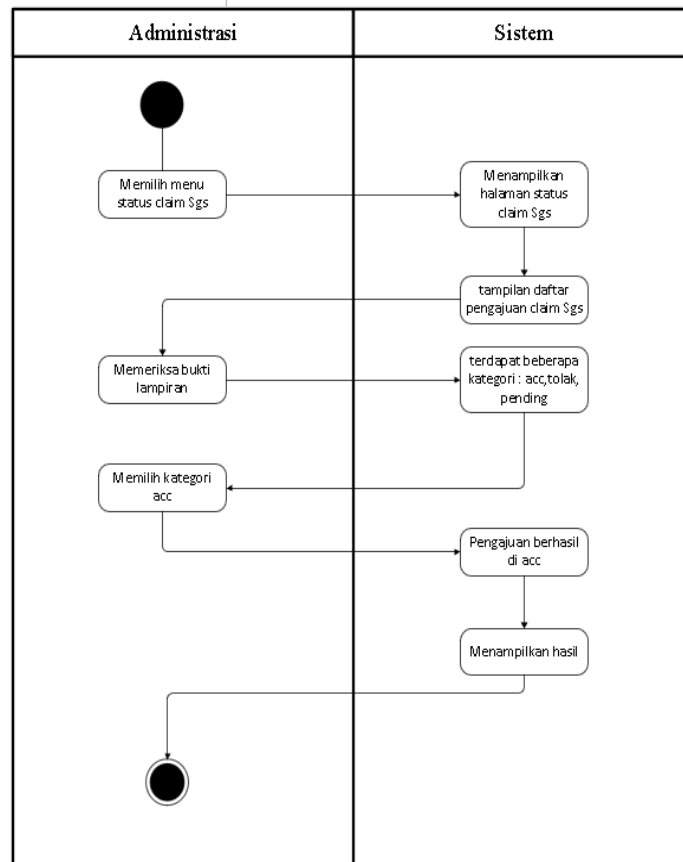 Administrasi
Sistem
Memilih menu
status claim Sgs
Menampilkan
halaman status
claim Sgs
tampilan daftar
pengajuan claim Sgs
Memeriksa bukti
lampiran
terdapat beberapa
kategori : acc,tolak,
pending
Memilih kategori
acc
Pengajuan berhasil
di acc
Menampilkan hasil